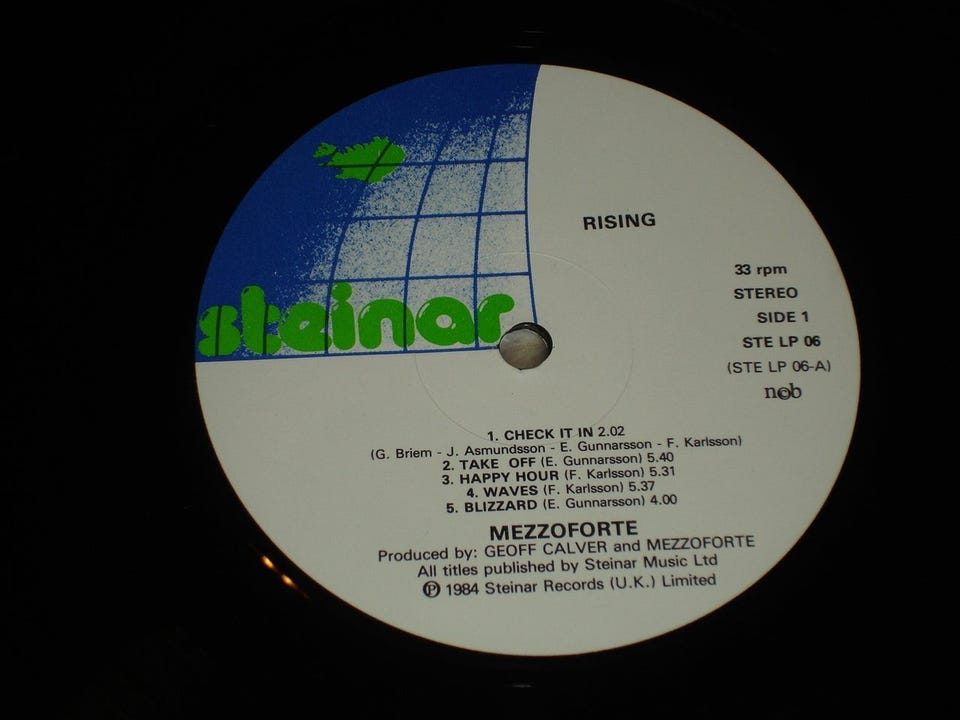 steinar
RISING
33 rpm
STEREO
SIDE 1
STE LP 06
(STE LP 06-A)
n©b
1. CHECK IT IN 2.02
(G. Briem - J. Asmundsson - E. Gunnarsson - F. Karlsson)
2. TAKE OFF (E. Gunnarsson) 5.40
3. HAPPY HOUR (F. Karlsson) 5.31
4. WAVES (F. Karlsson) 5.37
5. BLIZZARD (E. Gunnarsson) 4.00
MEZZOFORTE
Produced by: GEOFF CALVER and MEZZOFORTE
All titles published by Steinar Music Ltd
℗ 1984 Steinar Records (U.K.) Limited